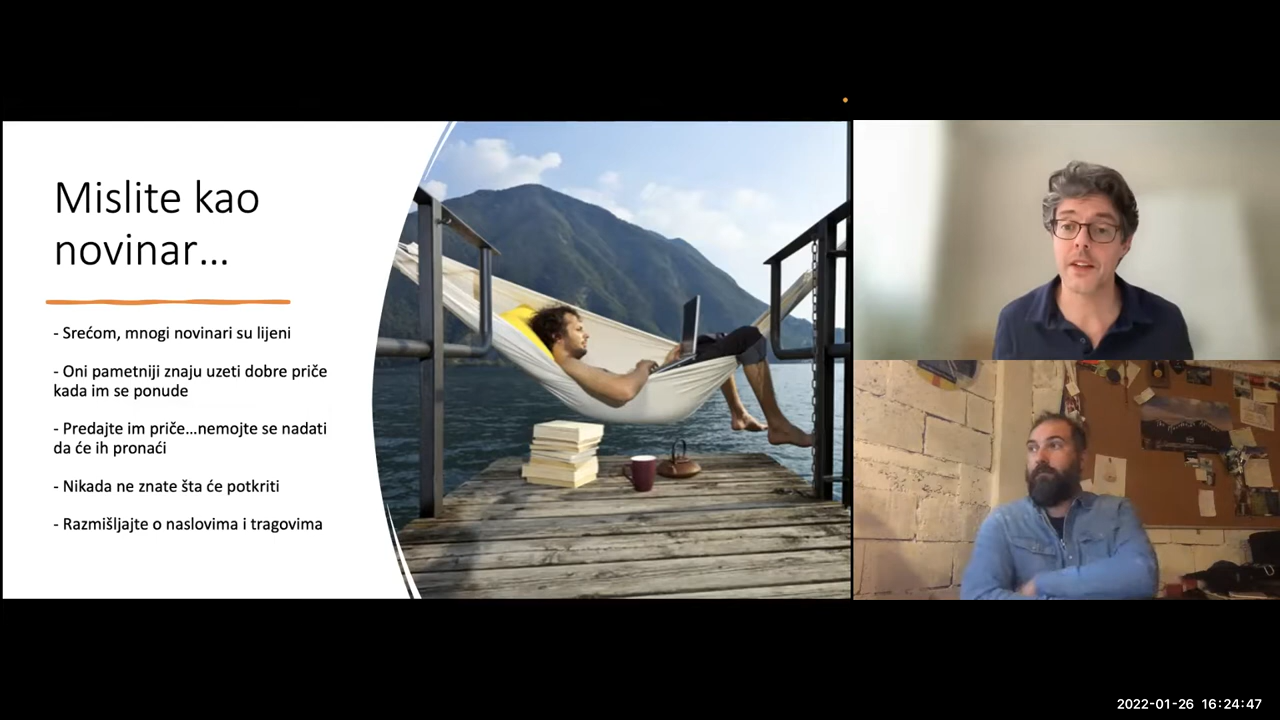 Mislite kao
novinar...
- Srećom, mnogi novinari su lijeni
- Oni pametniji znaju uzeti dobre priče
kada im se ponude
- Predajte im priče...nemojte se nadati
da će ih pronaći
- Nikada ne znate šta će potkriti
- Razmišljajte o naslovima i tragovima
2022-01-26 16:24:47